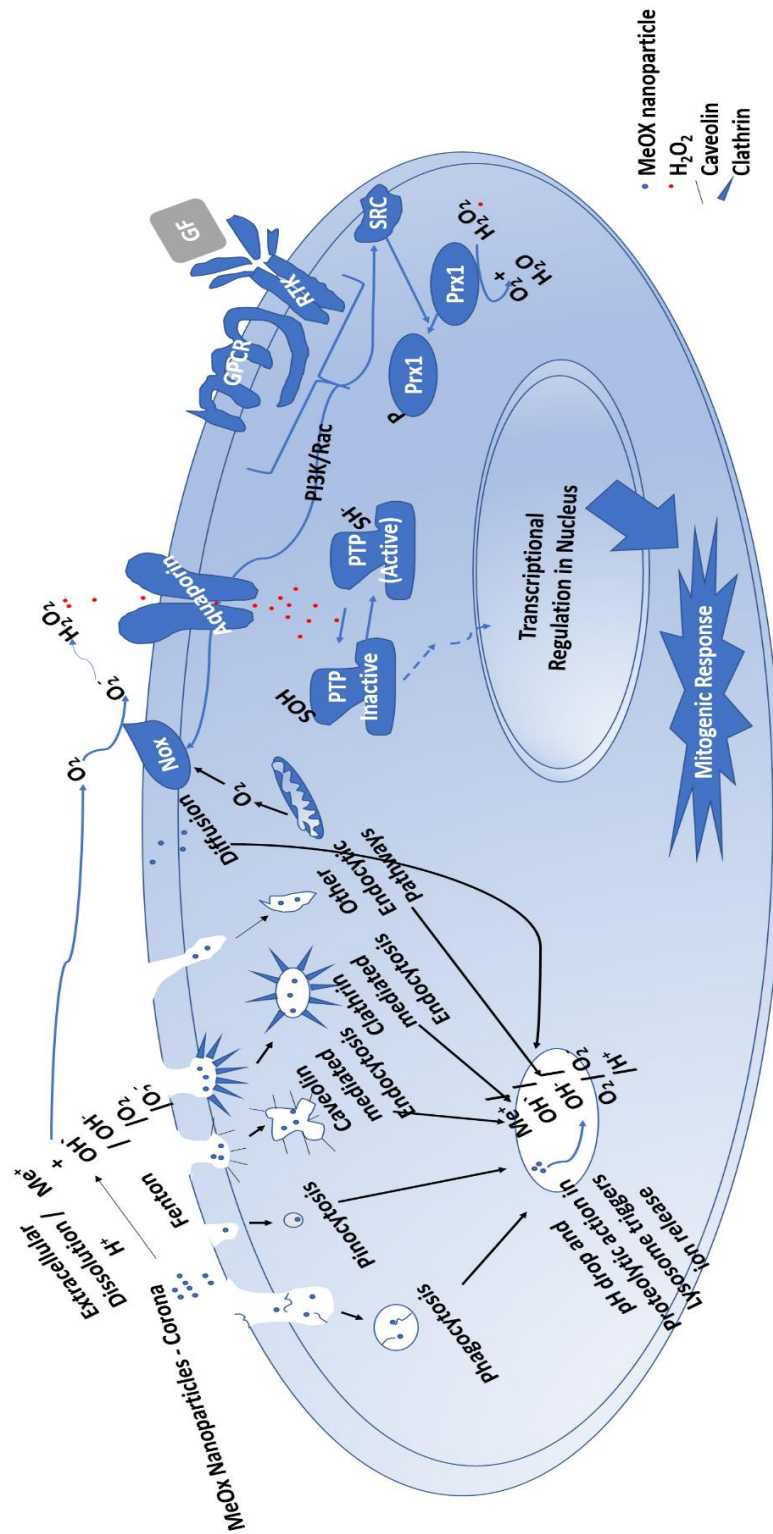 Extracellular
Dissolution /
H⁺
Me⁺ +
OH˙
/ OH⁻
/O₂
/O₂˙
Fenton
MeOx Nanoparticles - Corona
Phagocytosis
Pinocytosis
Caveolin
mediated
Endocytosis
Clathrin
mediated
Endocytosis
Other
Endocytic
Pathways
Diffusion
O₂
Nox
O₂
O₂⁻
H₂O₂
Aquaporin
PI3K/Rac
GPCR
RTK
GF
SRC
Prx1
P
Prx1
H₂O₂
O₂ +
H₂O
SOH
PTP
Inactive
PTP
(Active)
SH⁻
Transcriptional
Regulation in Nucleus
Mitogenic Response
Me⁺ /
OH˙ /
OH⁻ /
O₂ / O₂˙
/H⁺
pH drop and
Proteolytic action in
Lysosome triggers
ion release
MeOX nanoparticle
H₂O₂
Caveolin
Clathrin